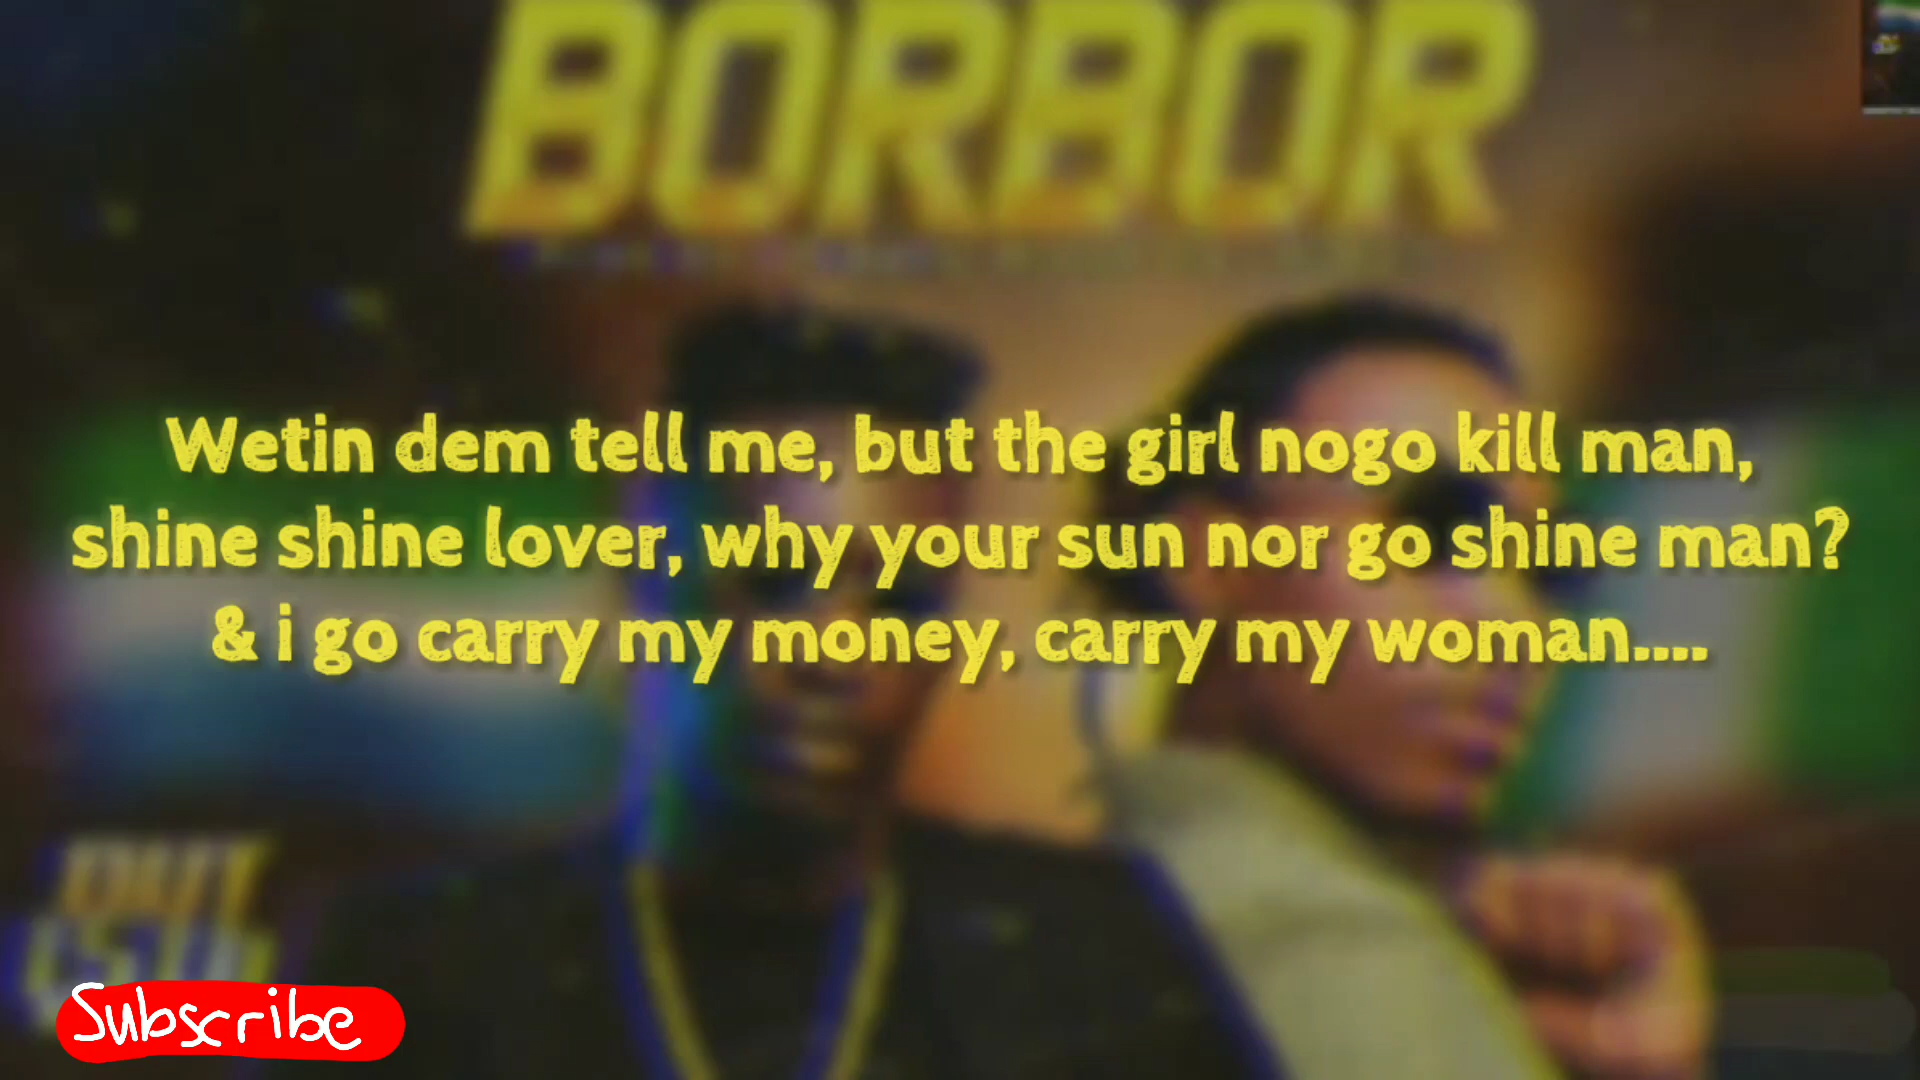 BORBOR
Wetin dem tell me, but the girl nogo kill man,
shine shine lover, why your sun nor go shine man?
& i go carry my money, carry my woman....
OUT
Subscribe